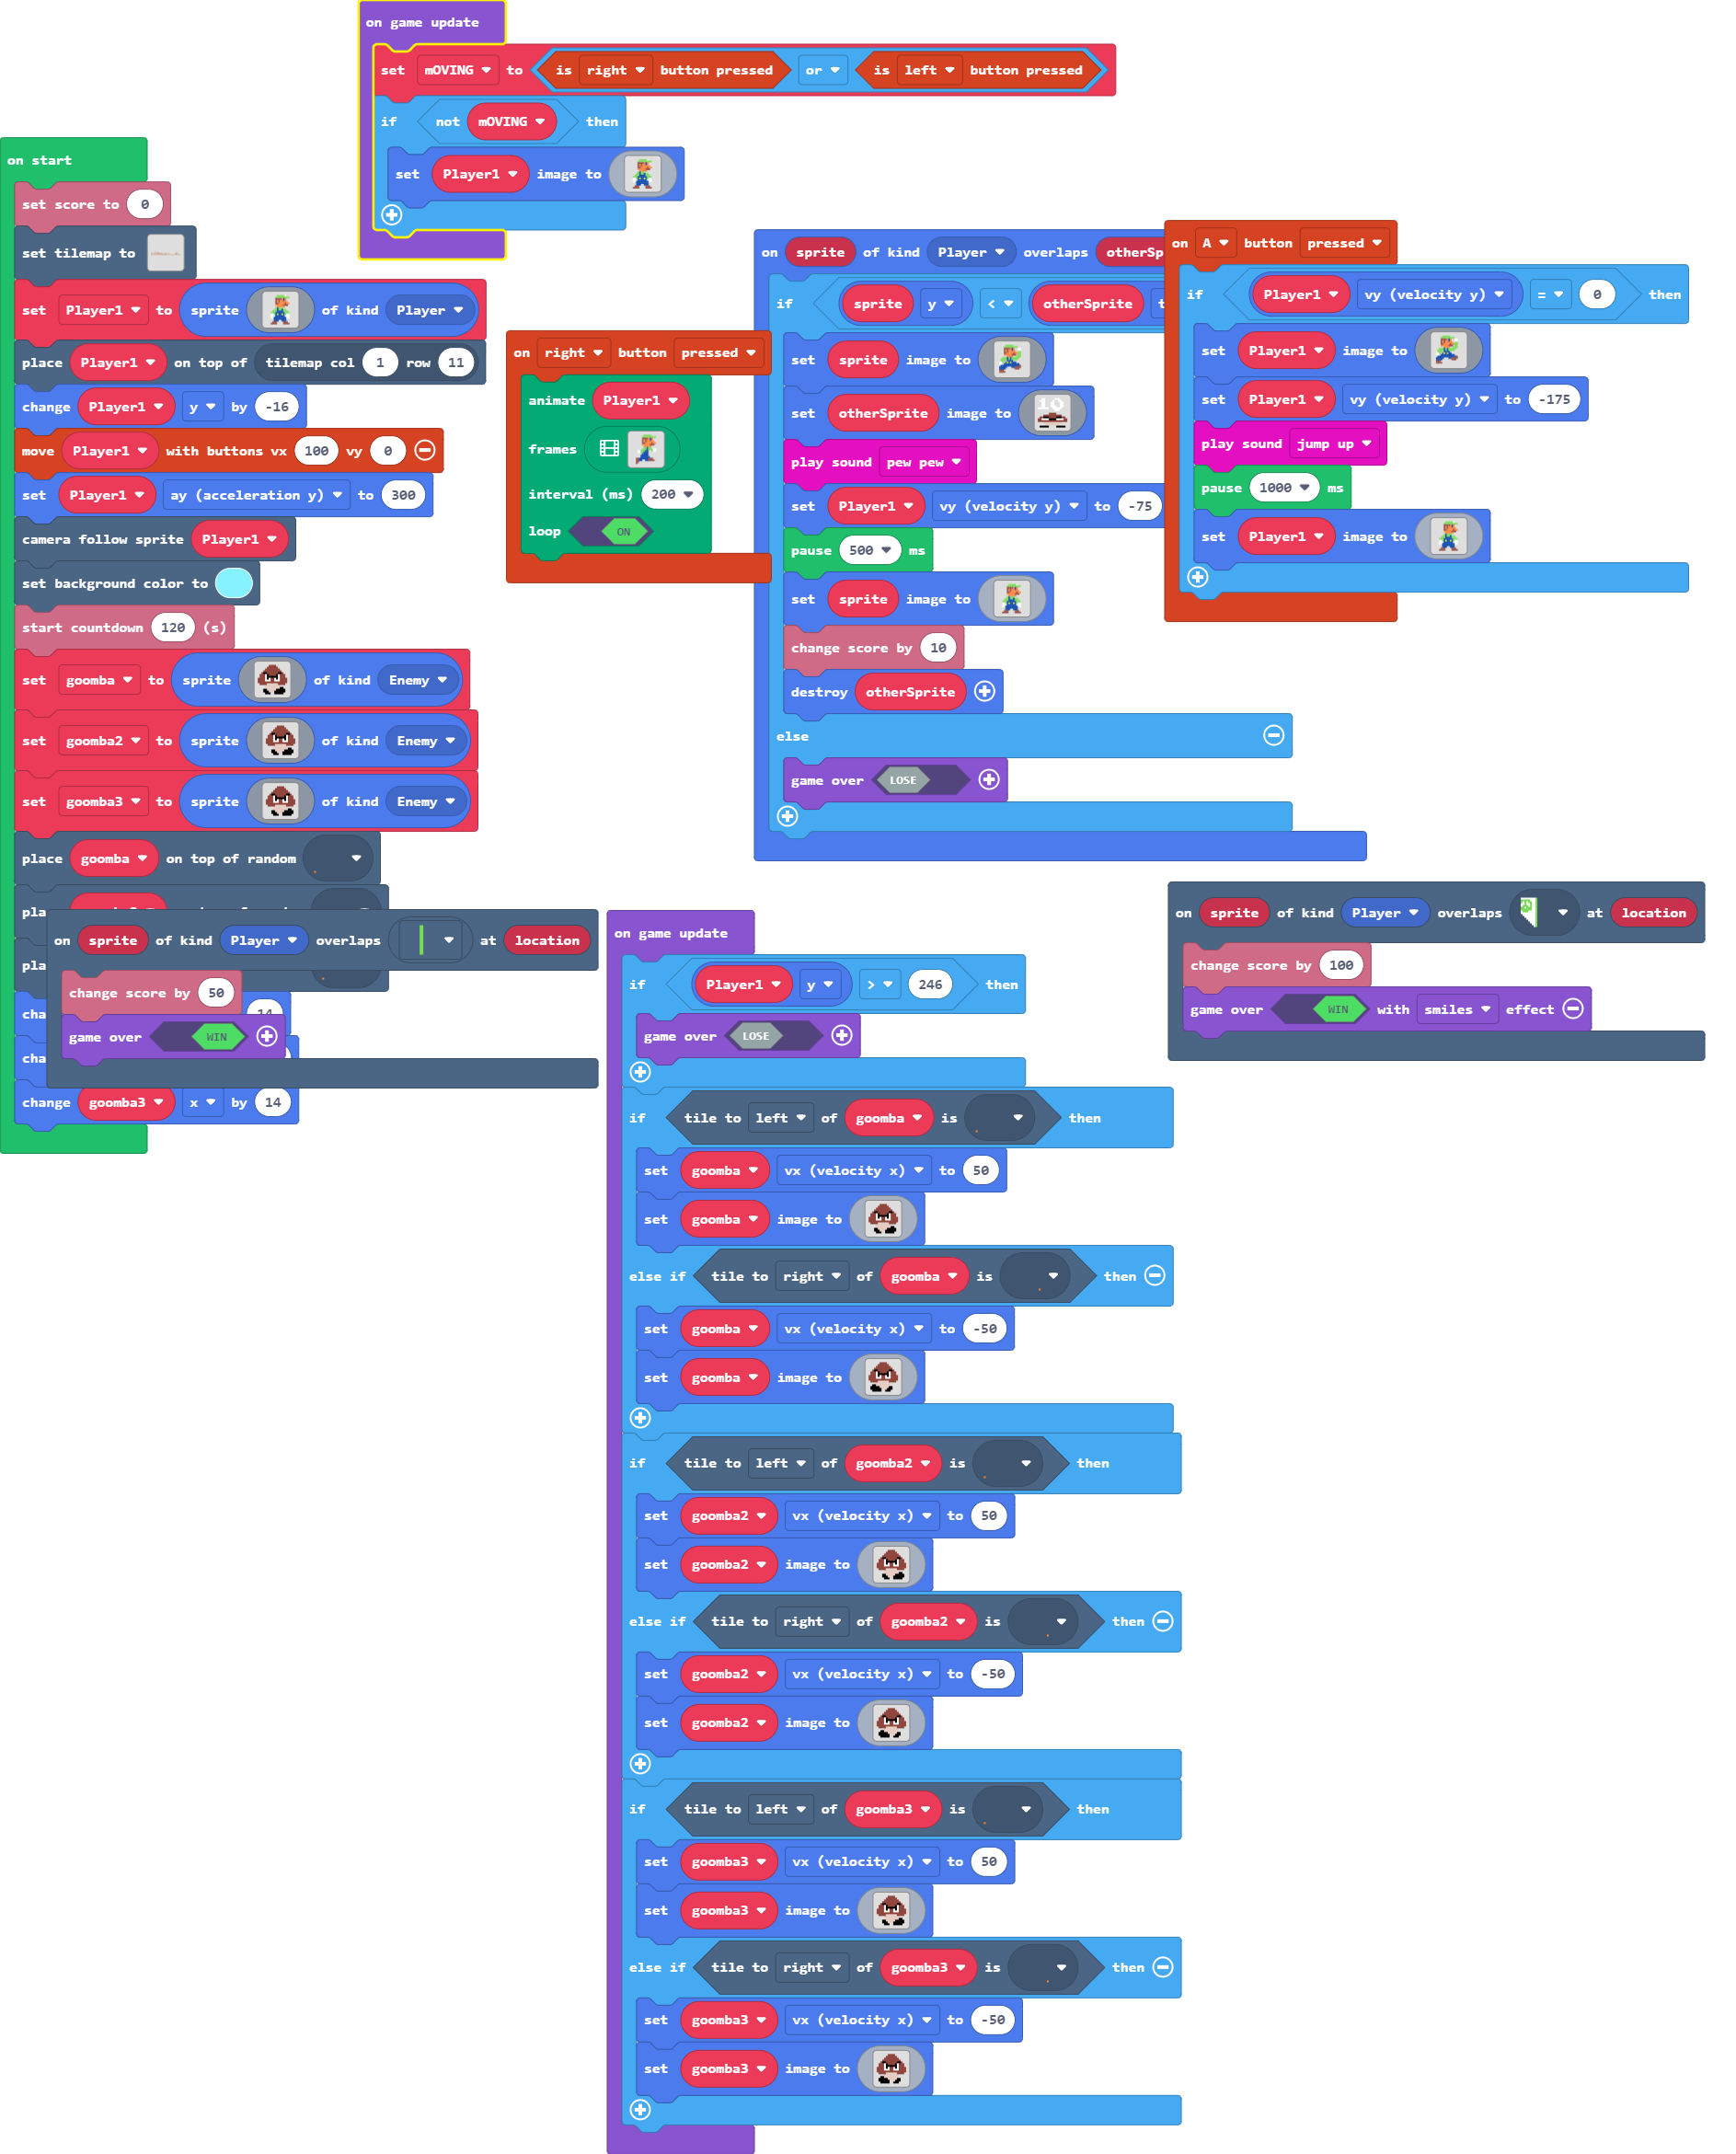 on game update
set mOVING to is right button pressed or is left button pressed
if not mOVING then
set Player1 image to
on start
set score to 0
set tilemap to
set Player1 to sprite of kind Player
place Player1 on top of tilemap col 1 row 11
change Player1 y by -16
move Player1 with buttons vx 100 vy 0
set Player1 ay (acceleration y) to 300
camera follow sprite Player1
set background color to
start countdown 120 (s)
set goomba to sprite of kind Enemy
set goomba2 to sprite of kind Enemy
set goomba3 to sprite of kind Enemy
place goomba on top of random
pla
pla
cha 14
cha
change goomba3 x by 14
on sprite of kind Player overlaps at location
change score by 50
game over WIN
on right button pressed
animate Player1
frames
interval (ms) 200
loop ON
on sprite of kind Player overlaps otherSp
if sprite y < otherSprite t
set sprite image to
set otherSprite image to 10
play sound pew pew
set Player1 vy (velocity y) to -75
pause 500 ms
set sprite image to
change score by 10
destroy otherSprite
else
game over LOSE
on A button pressed
if Player1 vy (velocity y) = 0 then
set Player1 image to
set Player1 vy (velocity y) to -175
play sound jump up
pause 1000 ms
set Player1 image to
on sprite of kind Player overlaps at location
change score by 100
game over WIN with smiles effect
on game update
if Player1 y > 246 then
game over LOSE
if tile to left of goomba is then
set goomba vx (velocity x) to 50
set goomba image to
else if tile to right of goomba is then
set goomba vx (velocity x) to -50
set goomba image to
if tile to left of goomba2 is then
set goomba2 vx (velocity x) to 50
set goomba2 image to
else if tile to right of goomba2 is then
set goomba2 vx (velocity x) to -50
set goomba2 image to
if tile to left of goomba3 is then
set goomba3 vx (velocity x) to 50
set goomba3 image to
else if tile to right of goomba3 is then
set goomba3 vx (velocity x) to -50
set goomba3 image to